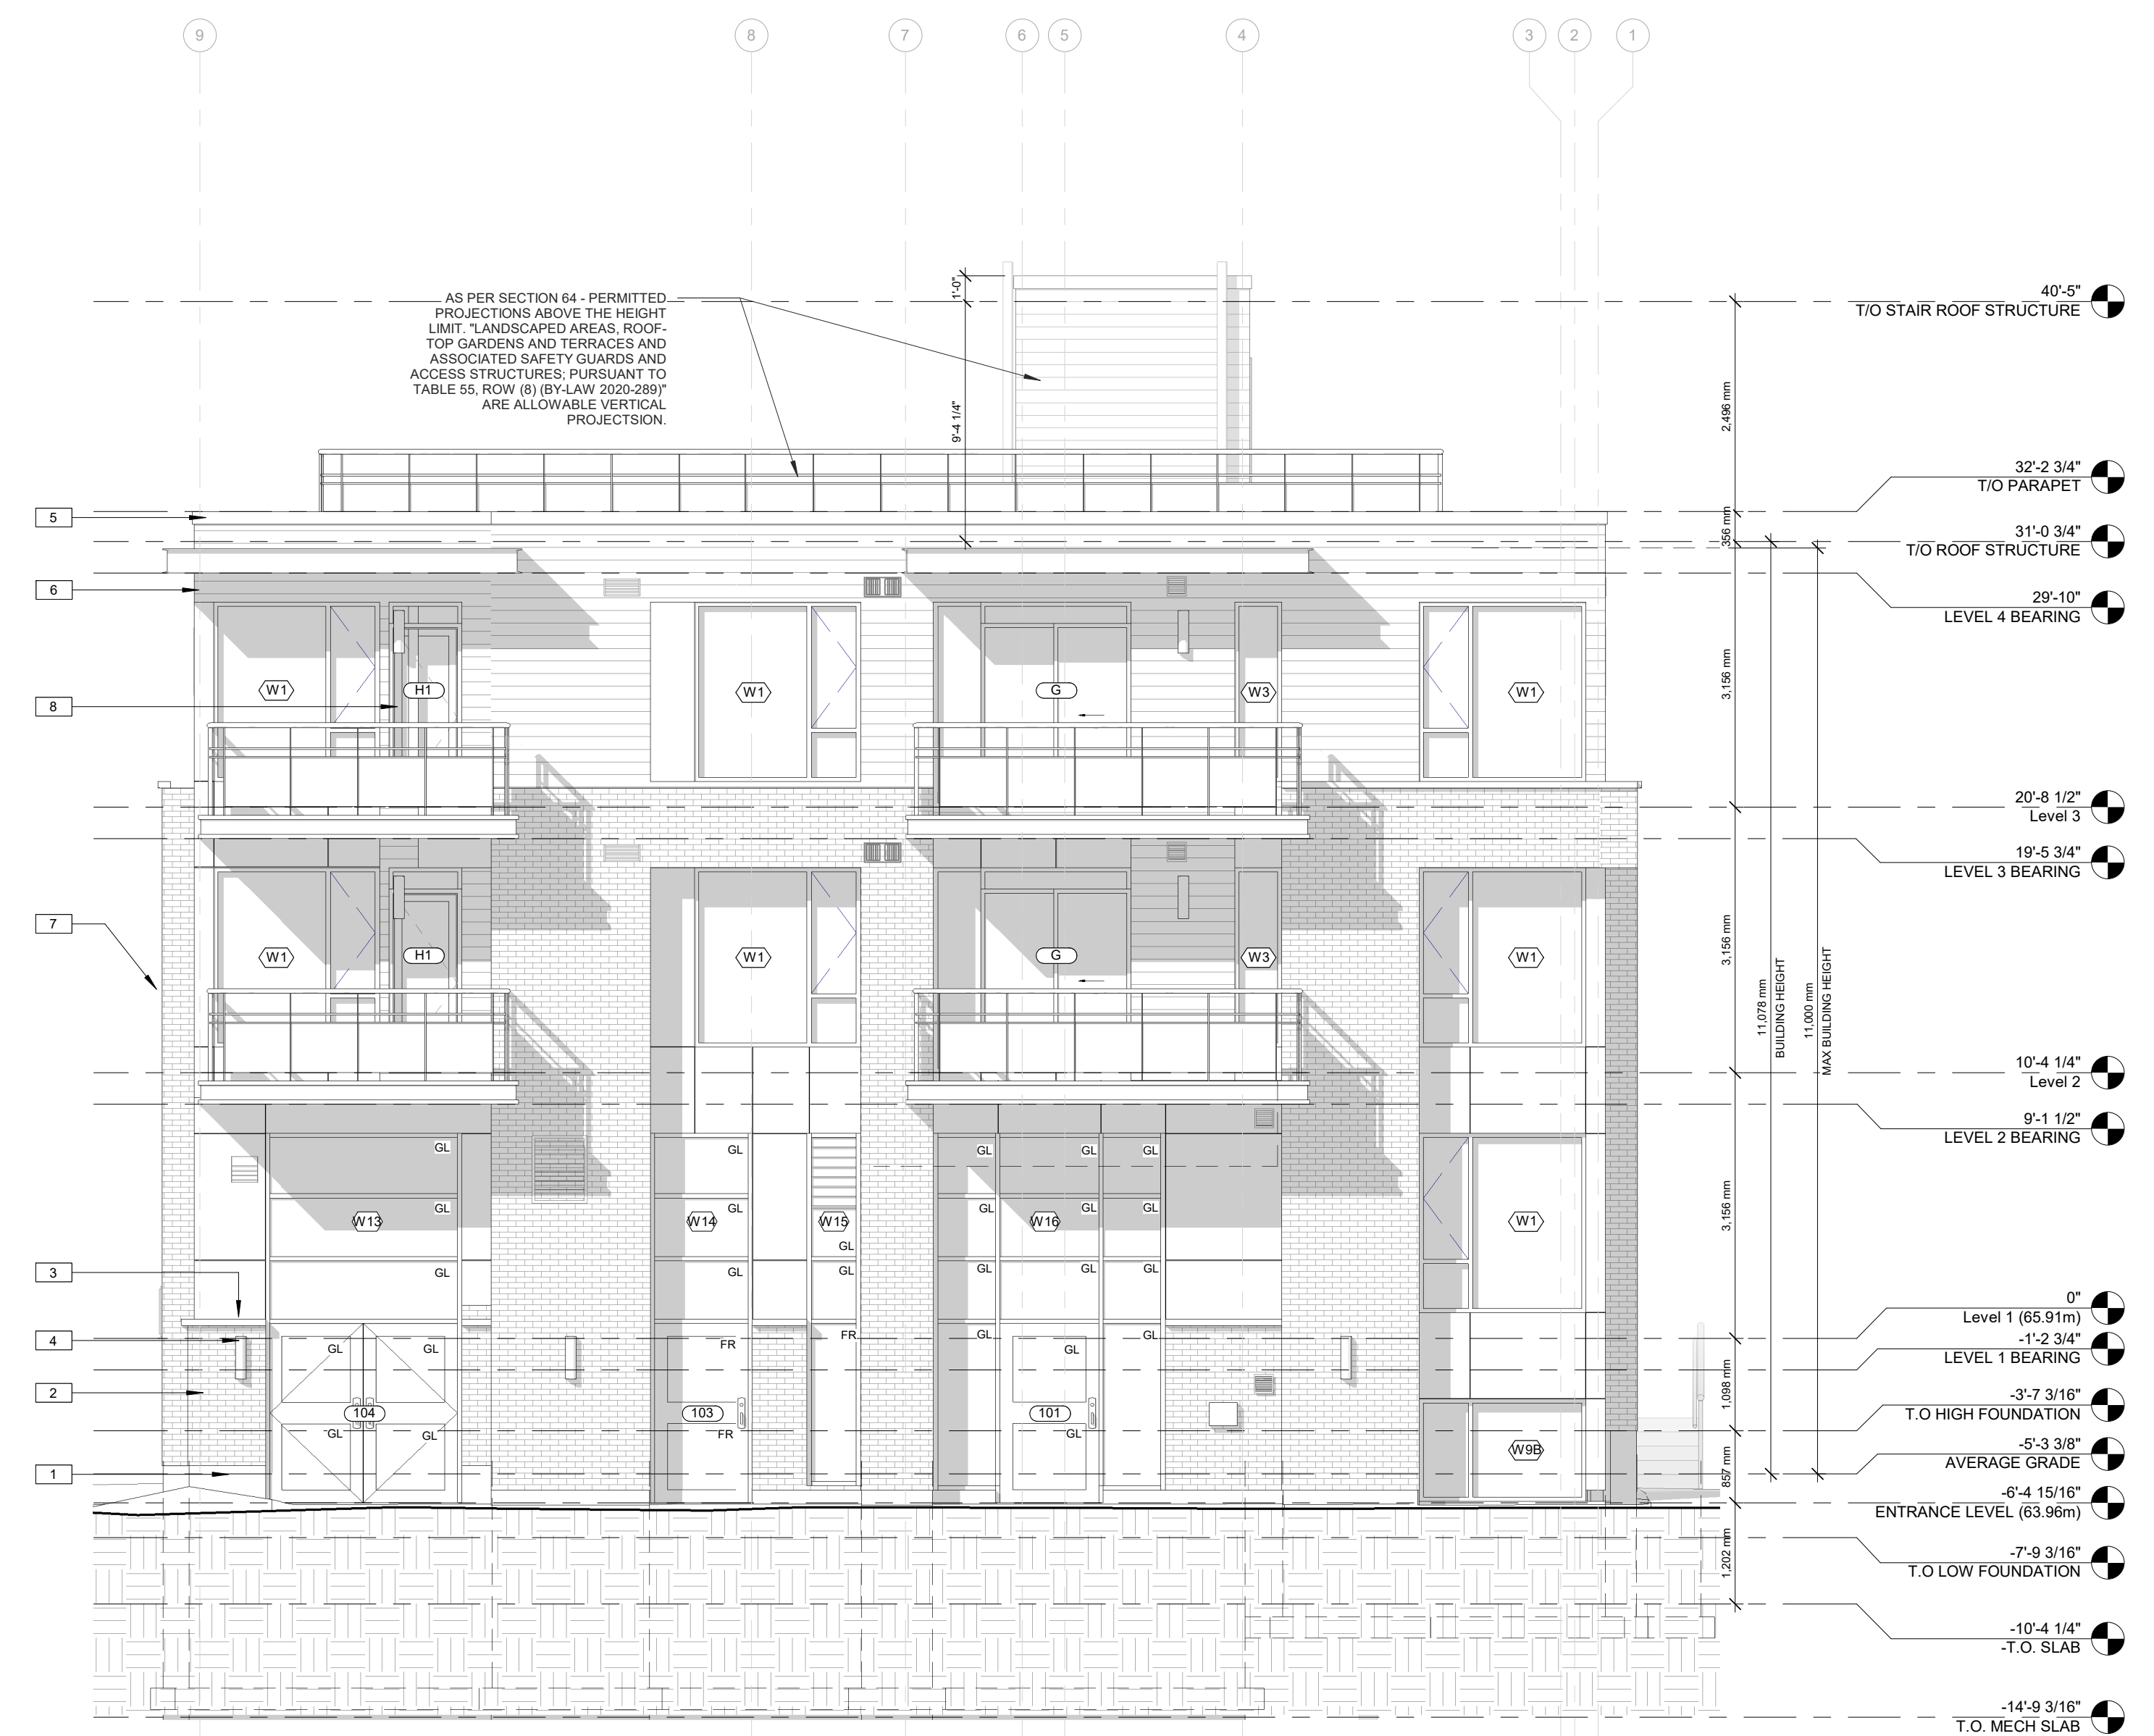 9
8
7
6
5
4
3
2
1
AS PER SECTION 64 - PERMITTED
PROJECTIONS ABOVE THE HEIGHT
LIMIT. "LANDSCAPED AREAS, ROOF-
TOP GARDENS AND TERRACES AND
ASSOCIATED SAFETY GUARDS AND
ACCESS STRUCTURES; PURSUANT TO
TABLE 55, ROW (8) (BY-LAW 2020-289)"
ARE ALLOWABLE VERTICAL
PROJECTSION.
1'-0"
9'-4 1/4"
5
6
8
7
3
4
2
1
W1
H1
W1
G
W3
W1
W1
H1
W1
G
W3
W1
GL
GL
GL
GL
GL
GL
GL
W13
W14
W15
W16
W1
GL
GL
GL
GL
GL
GL
GL
GL
GL
GL
GL
GL
GL
GL
FR
FR
GL
GL
GL
104
103
101
GL
GL
FR
GL
W9B
2,496 mm
356 mm
3,156 mm
3,156 mm
3,156 mm
1,098 mm
857 mm
1,202 mm
11,078 mm
BUILDING HEIGHT
11,000 mm
MAX BUILDING HEIGHT
40'-5"
T/O STAIR ROOF STRUCTURE
32'-2 3/4"
T/O PARAPET
31'-0 3/4"
T/O ROOF STRUCTURE
29'-10"
LEVEL 4 BEARING
20'-8 1/2"
Level 3
19'-5 3/4"
LEVEL 3 BEARING
10'-4 1/4"
Level 2
9'-1 1/2"
LEVEL 2 BEARING
0"
Level 1 (65.91m)
-1'-2 3/4"
LEVEL 1 BEARING
-3'-7 3/16"
T.O HIGH FOUNDATION
-5'-3 3/8"
AVERAGE GRADE
-6'-4 15/16"
ENTRANCE LEVEL (63.96m)
-7'-9 3/16"
T.O LOW FOUNDATION
-10'-4 1/4"
-T.O. SLAB
-14'-9 3/16"
T.O. MECH SLAB